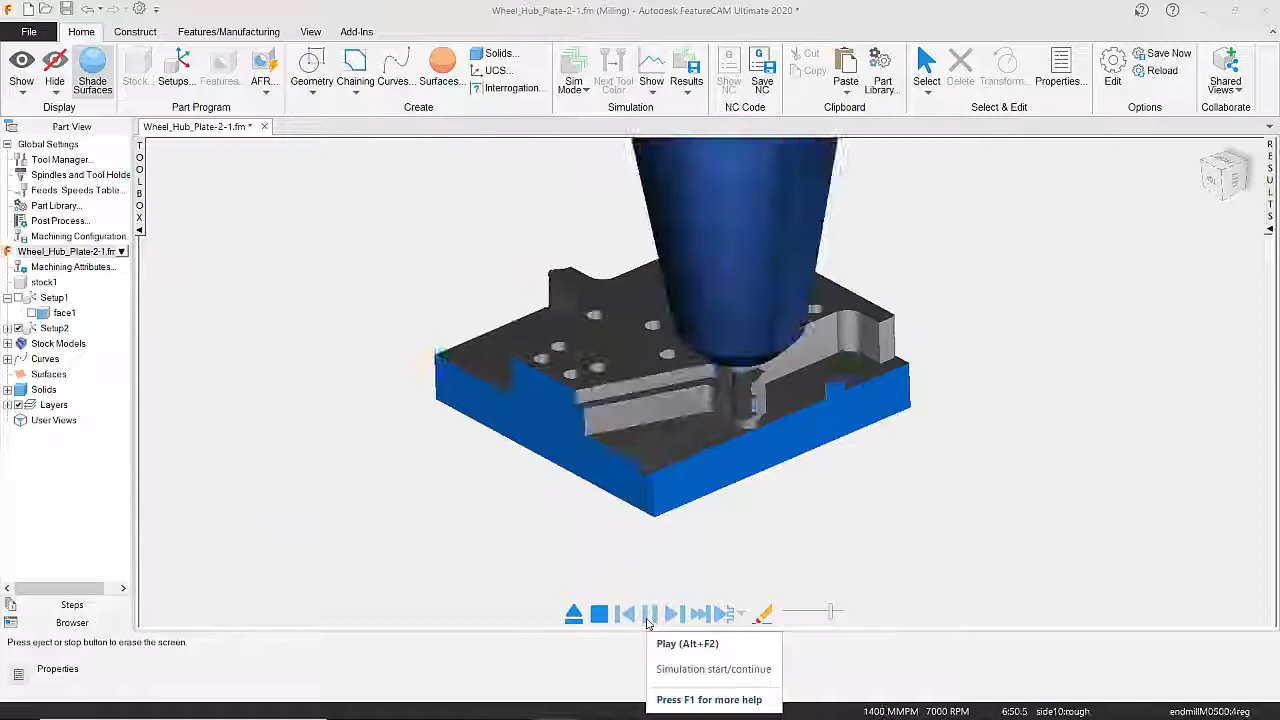 Wheel_Hub_Plate-2-1.fm (Milling) - Autodesk FeatureCAM Ultimate 2020 *
File Home Construct Features/Manufacturing View Add-Ins
Show Hide Shade Surfaces Stock... Setups... Features... AFR... Geometry Chaining Curves... Surfaces... Solids... UCS... Interrogation... Sim Mode Next Tool Color Show Results Show NC Save NC Cut Copy Paste Part Library... Select Delete Transform... Properties... Edit Save Now Reload Shared Views
Display Part Program Create Simulation NC Code Clipboard Select & Edit Options Collaborate
Part View
Wheel_Hub_Plate-2-1.fm *
Global Settings
Tool Manager...
Spindles and Tool Holde
Feeds Speeds Table...
Part Library...
Post Process...
Machining Configuration
Wheel_Hub_Plate-2-1.fm
Machining Attributes...
stock1
Setup1
face1
Setup2
Stock Models
Curves
Surfaces
Solids
Layers
User Views
TOOLBOX
RESULTS
Steps
Browser
Play (Alt+F2)
Simulation start/continue
Press F1 for more help
Press eject or stop button to erase the screen.
Properties
1400 MMPM 7000 RPM 6:50.5 side10:rough endmillM0500:4reg